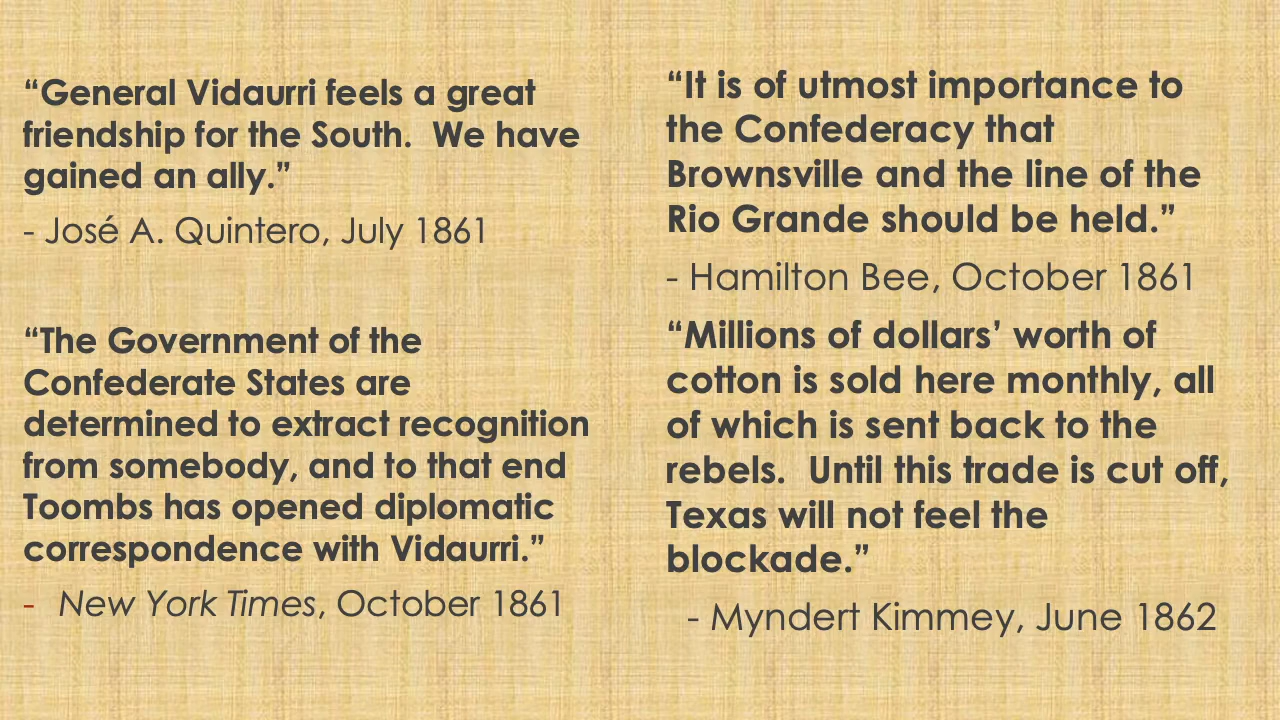 “General Vidaurri feels a great
friendship for the South.  We have
gained an ally.”
- José A. Quintero, July 1861
“The Government of the
Confederate States are
determined to extract recognition
from somebody, and to that end
Toombs has opened diplomatic
correspondence with Vidaurri.”
- New York Times, October 1861
“It is of utmost importance to
the Confederacy that
Brownsville and the line of the
Rio Grande should be held.”
- Hamilton Bee, October 1861
“Millions of dollars’ worth of
cotton is sold here monthly, all
of which is sent back to the
rebels.  Until this trade is cut off,
Texas will not feel the
blockade.”
- Myndert Kimmey, June 1862